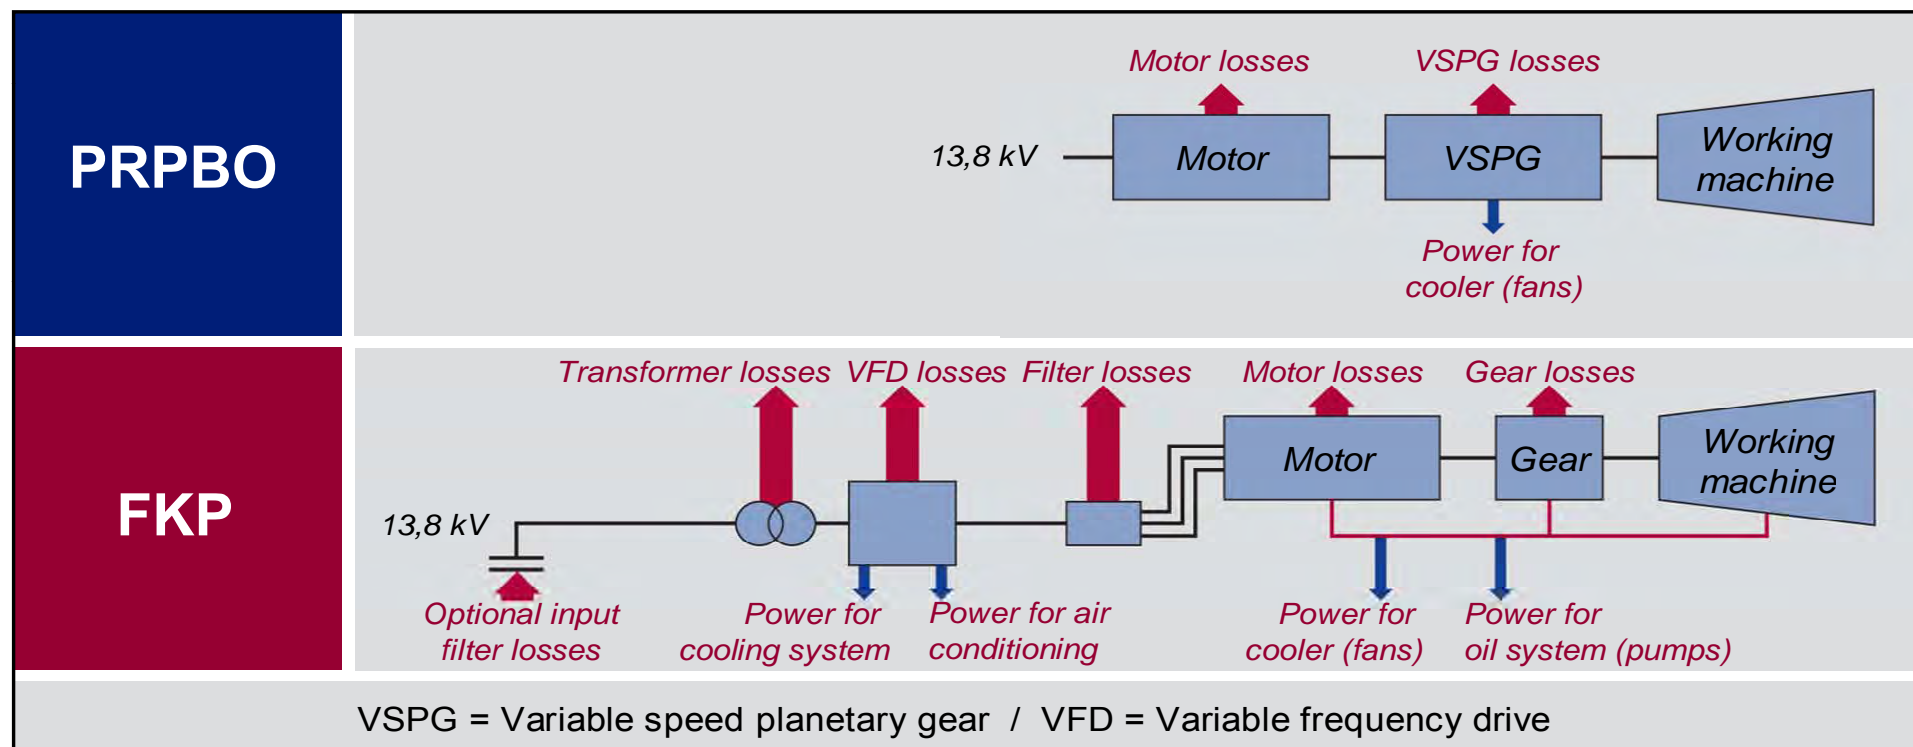 PRPBO
Motor losses
VSPG losses
13,8 kV
Motor
VSPG
Working
machine
Power for
cooler (fans)
FKP
Transformer losses
VFD losses
Filter losses
Motor losses
Gear losses
13,8 kV
Motor
Gear
Working
machine
Optional input
filter losses
Power for
cooling system
Power for air
conditioning
Power for
cooler (fans)
Power for
oil system (pumps)
VSPG = Variable speed planetary gear / VFD = Variable frequency drive